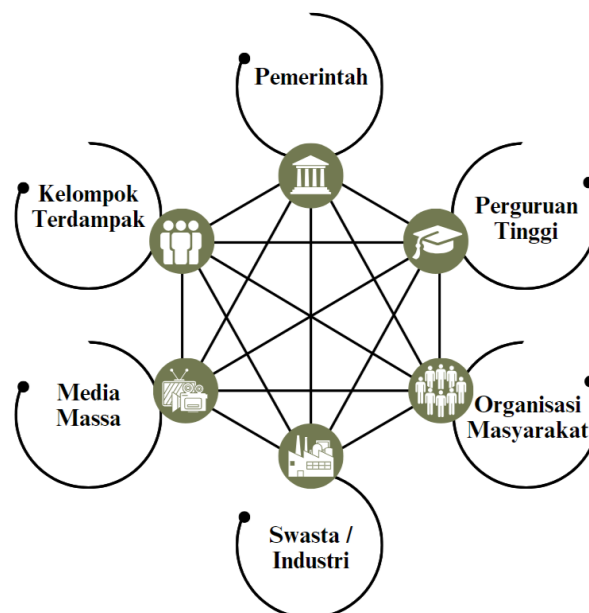 Pemerintah
Kelompok
Terdampak
Perguruan
Tinggi
Media
Massa
Organisasi
Masyarakat
Swasta /
Industri